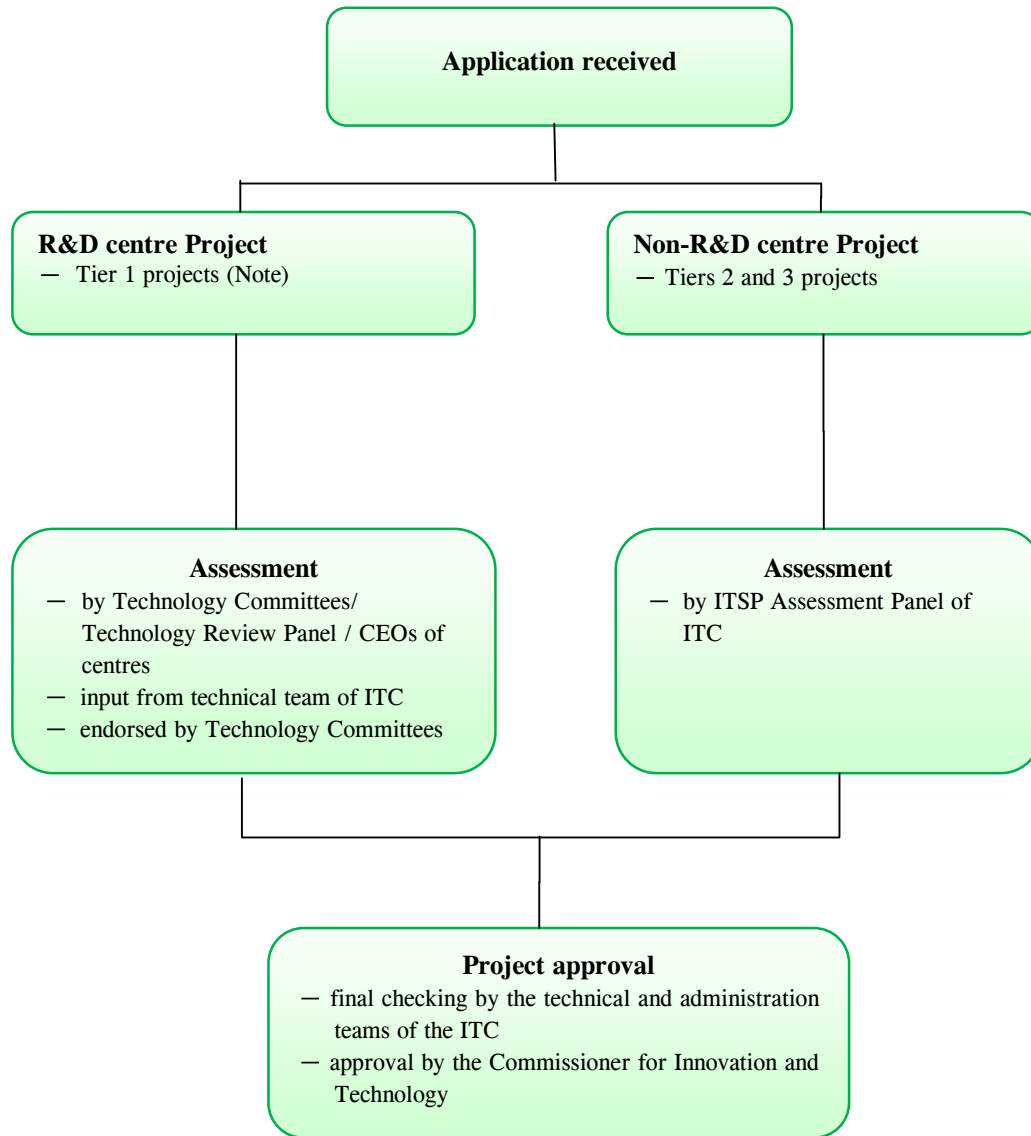 Application received
R&D centre Project
— Tier 1 projects (Note)
Non-R&D centre Project
— Tiers 2 and 3 projects
Assessment
— by Technology Committees/
Technology Review Panel / CEOs of
centres
— input from technical team of ITC
— endorsed by Technology Committees
Assessment
— by ITSP Assessment Panel of
ITC
Project approval
— final checking by the technical and administration
teams of the ITC
— approval by the Commissioner for Innovation and
Technology